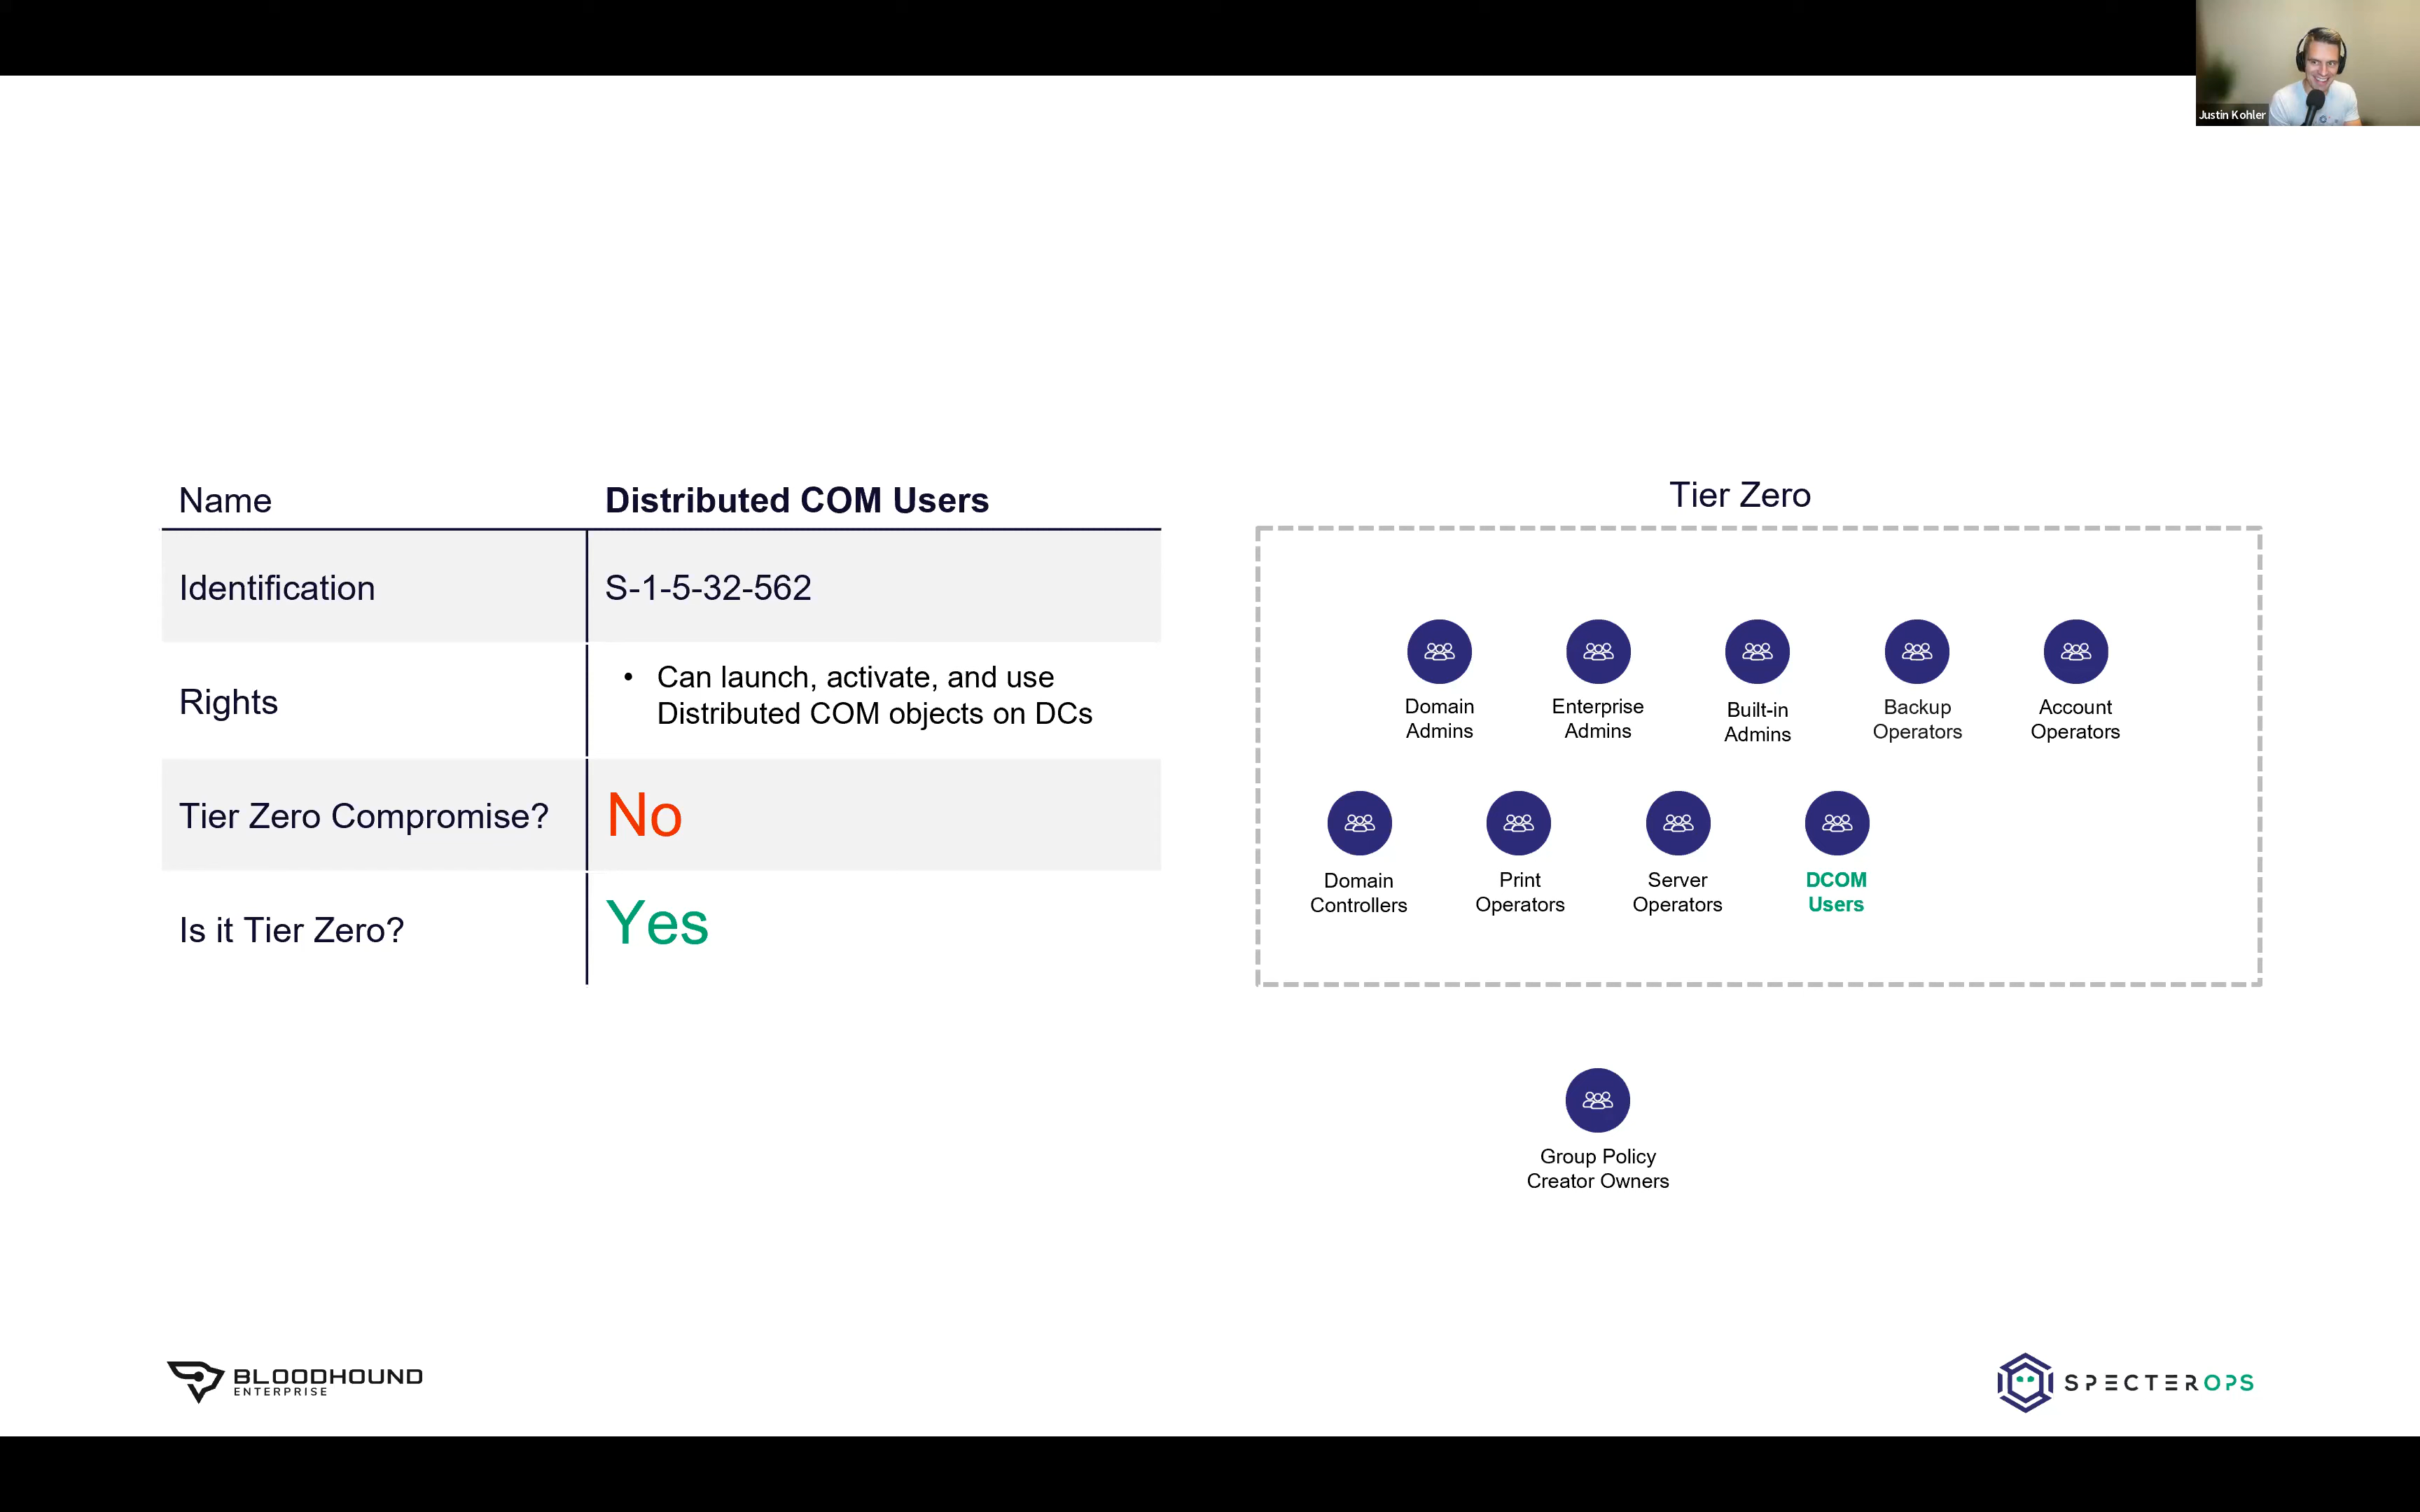 Justin Kohler
Name
Distributed COM Users
Identification
S-1-5-32-562
Rights
• Can launch, activate, and use
Distributed COM objects on DCs
Tier Zero Compromise?
No
Is it Tier Zero?
Yes
Tier Zero
Domain
Admins
Enterprise
Admins
Built-in
Admins
Backup
Operators
Account
Operators
Domain
Controllers
Print
Operators
Server
Operators
DCOM
Users
Group Policy
Creator Owners
BLOODHOUND
ENTERPRISE
SPECTEROPS